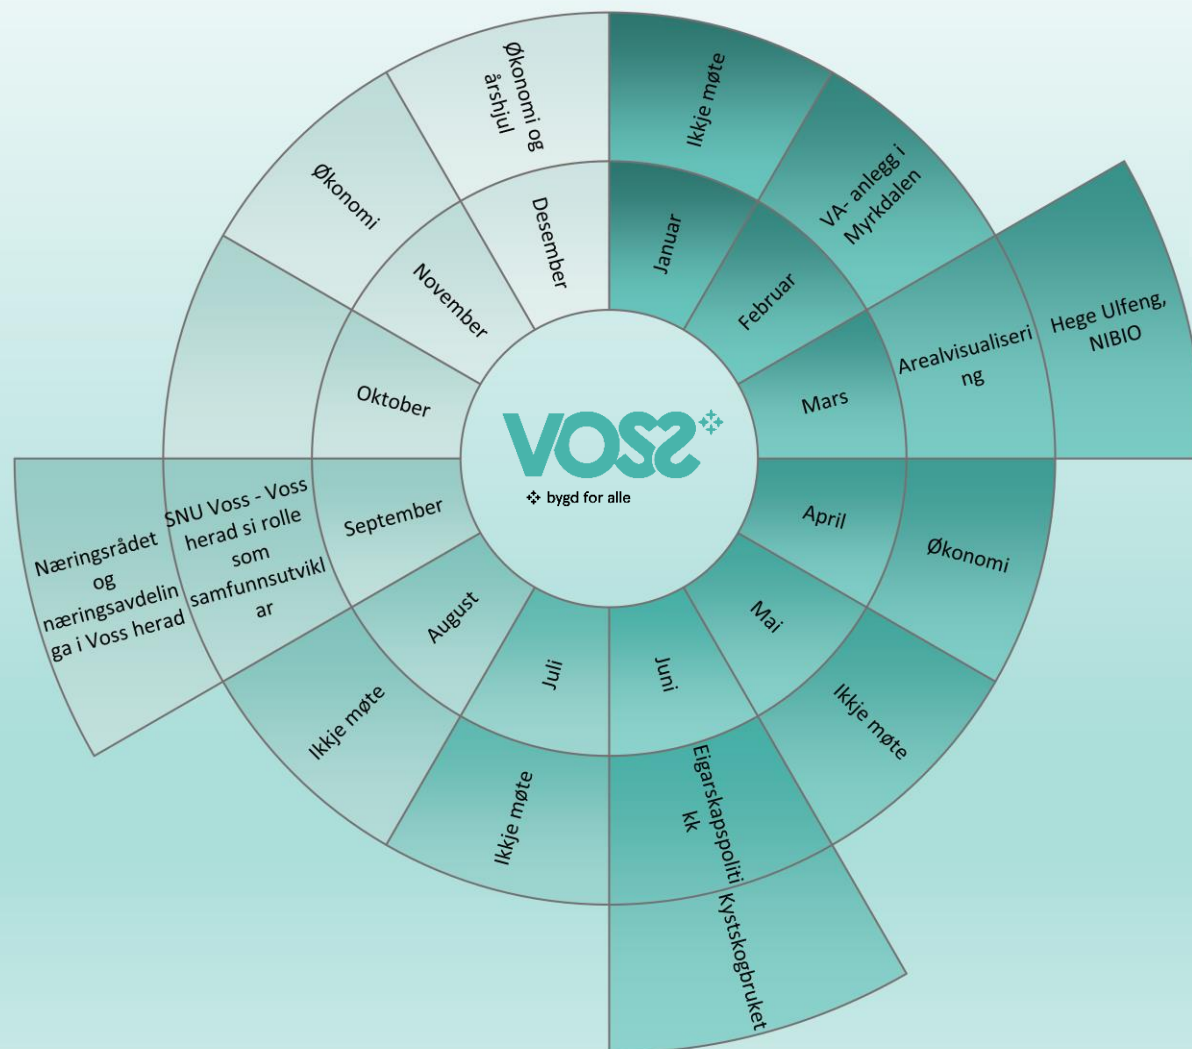 Januar
Ikkje møte
Februar
VA- anlegg i
Myrkdalen
Mars
Arealvisualiseri
ng
Hege Ulfeng,
NIBIO
April
Økonomi
Mai
Ikkje møte
Juni
Eigarskapspoliti
kk
Kystskogbruket
Juli
Ikkje møte
August
Ikkje møte
September
SNU Voss - Voss
herad si rolle
som
samfunnsutvikl
ar
Næringsrådet
og
næringsavdelin
ga i Voss herad
Oktober
November
Økonomi
Desember
Økonomi og
årshjul
VOSS
bygd for alle